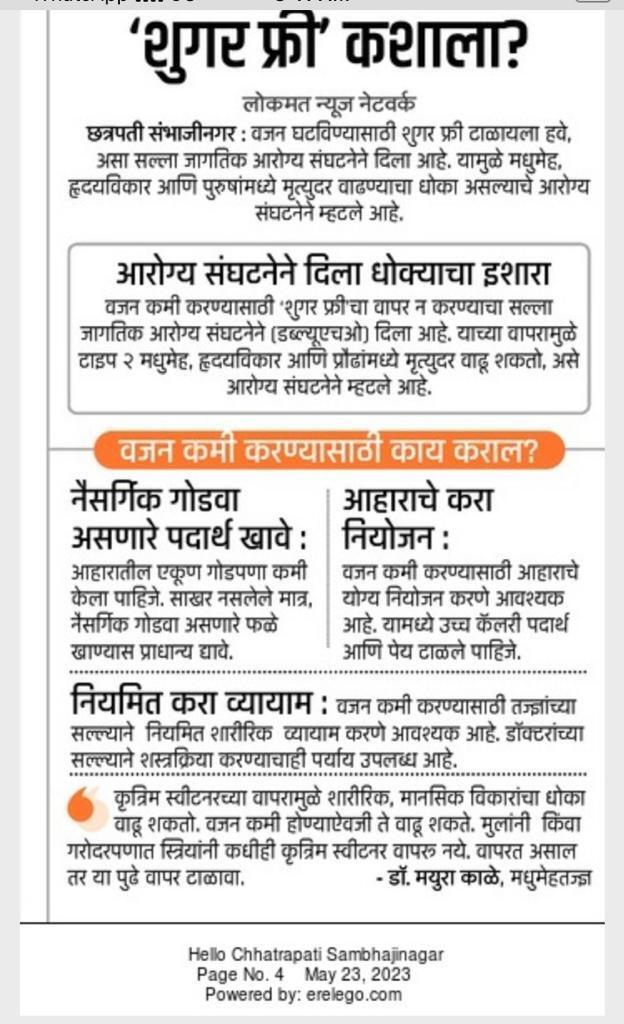 ‘शुगर फ्री’ कशाला?
लोकमत न्यूज नेटवर्क
छत्रपती संभाजीनगर : वजन घटविण्यासाठी शुगर फ्री टाळायला हवे,
असा सल्ला जागतिक आरोग्य संघटनेने दिला आहे. यामुळे मधुमेह,
हृदयविकार आणि पुरुषांमध्ये मृत्युदर वाढण्याचा धोका असल्याचे आरोग्य
संघटनेने म्हटले आहे.
आरोग्य संघटनेने दिला धोक्याचा इशारा
वजन कमी करण्यासाठी ‘शुगर फ्री’चा वापर न करण्याचा सल्ला
जागतिक आरोग्य संघटनेने (डब्ल्यूएचओ) दिला आहे. याच्या वापरामुळे
टाइप २ मधुमेह, हृदयविकार आणि प्रौढांमध्ये मृत्युदर वाढू शकतो, असे
आरोग्य संघटनेने म्हटले आहे.
वजन कमी करण्यासाठी काय कराल?
नैसर्गिक गोडवा
असणारे पदार्थ खावे :
आहारातील एकूण गोडपणा कमी
केला पाहिजे. साखर नसलेले मात्र,
नैसर्गिक गोडवा असणारे फळे
खाण्यास प्राधान्य द्यावे.
आहाराचे करा
नियोजन :
वजन कमी करण्यासाठी आहाराचे
योग्य नियोजन करणे आवश्यक
आहे. यामध्ये उच्च कॅलरी पदार्थ
आणि पेय टाळले पाहिजे.
नियमित करा व्यायाम : वजन कमी करण्यासाठी तज्ज्ञांच्या
सल्ल्याने नियमित शारीरिक व्यायाम करणे आवश्यक आहे. डॉक्टरांच्या
सल्ल्याने शस्त्रक्रिया करण्याचाही पर्याय उपलब्ध आहे.
कृत्रिम स्वीटनरच्या वापरामुळे शारीरिक, मानसिक विकारांचा धोका
वाढू शकतो. वजन कमी होण्याऐवजी ते वाढू शकते. मुलांनी किंवा
गरोदरपणात स्त्रियांनी कधीही कृत्रिम स्वीटनर वापरू नये. वापरत असाल
तर या पुढे वापर टाळावा. - डॉ. मयुरा काळे, मधुमेहतज्ज्ञ
Hello Chhatrapati Sambhajinagar
Page No. 4 May 23, 2023
Powered by: erelego.com